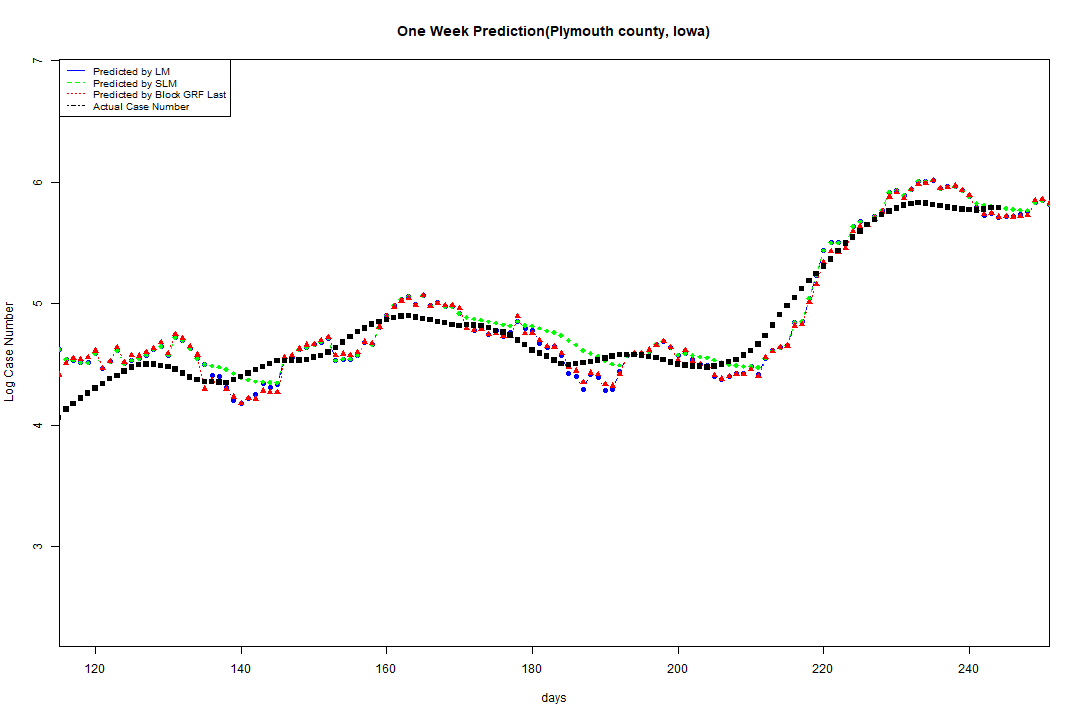 One Week Prediction(Plymouth county, Iowa)
Predicted by LM
Predicted by SLM
Predicted by Block GRF Last
Actual Case Number
7
6
5
4
3
Log Case Number
120 140 160 180 200 220 240
days